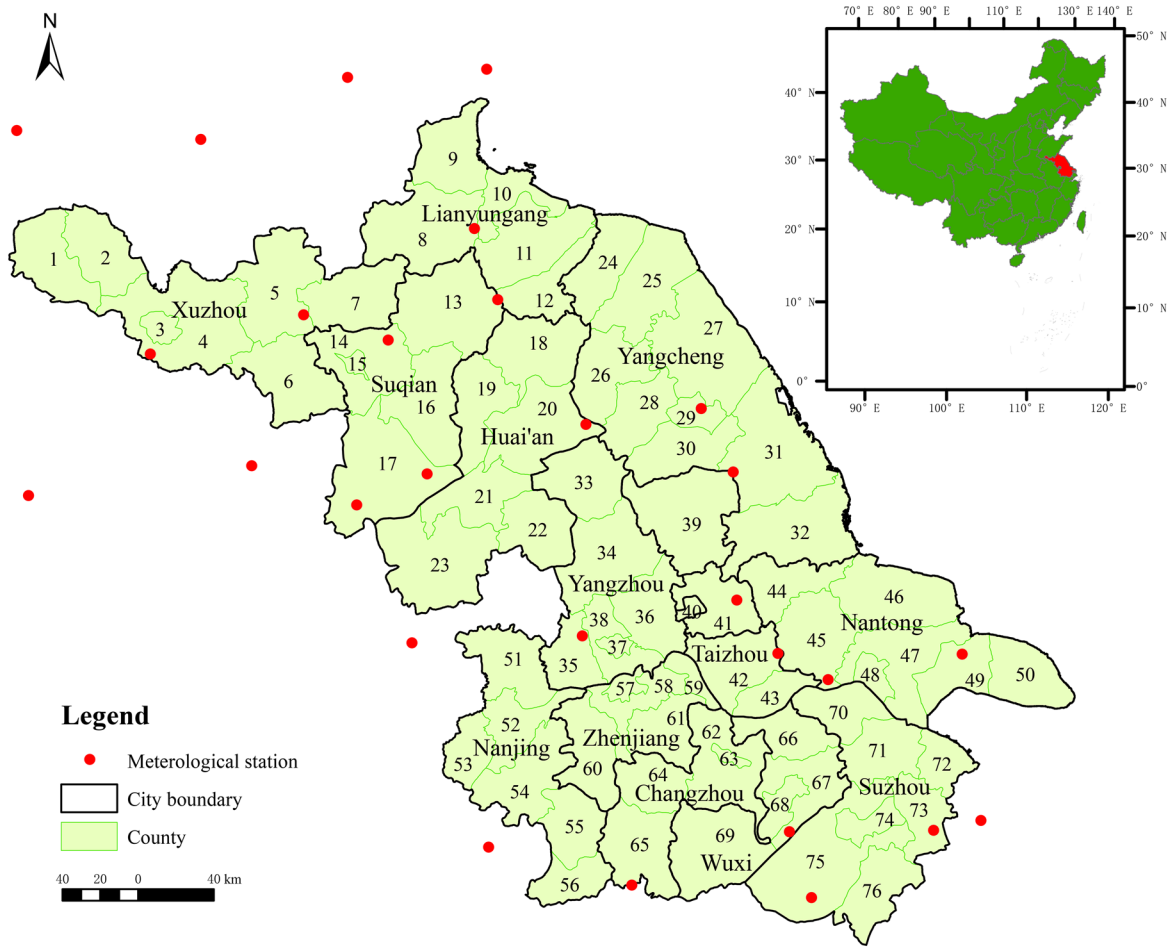 N
70° E 80° E 90° E 110° E 130° E 140° E
50° N
40° N
40° N
30° N
30° N
20° N
20° N
10° N
10° N
0°
0°
90° E 100° E 110° E 120° E
9
10
Lianyungang
8
11
1
2
5
7
13
12
24
25
Xuzhou
3
4
14
15
18
27
Yangcheng
6
Suqian
16
19
20
26
28
29
Huai'an
30
31
17
21
33
22
39
32
23
34
Yangzhou
44
46
38
36
40
41
45
Nantong
37
Taizhou
47
51
35
42
48
49
50
57
58
59
43
Legend
52
61
62
70
Nanjing
Zhenjiang
63
66
71
Meterological station
53
60
64
67
72
City boundary
54
Changzhou
68
Suzhou
County
55
65
69
74
73
Wuxi
75
40 20 0 40 km
56
76